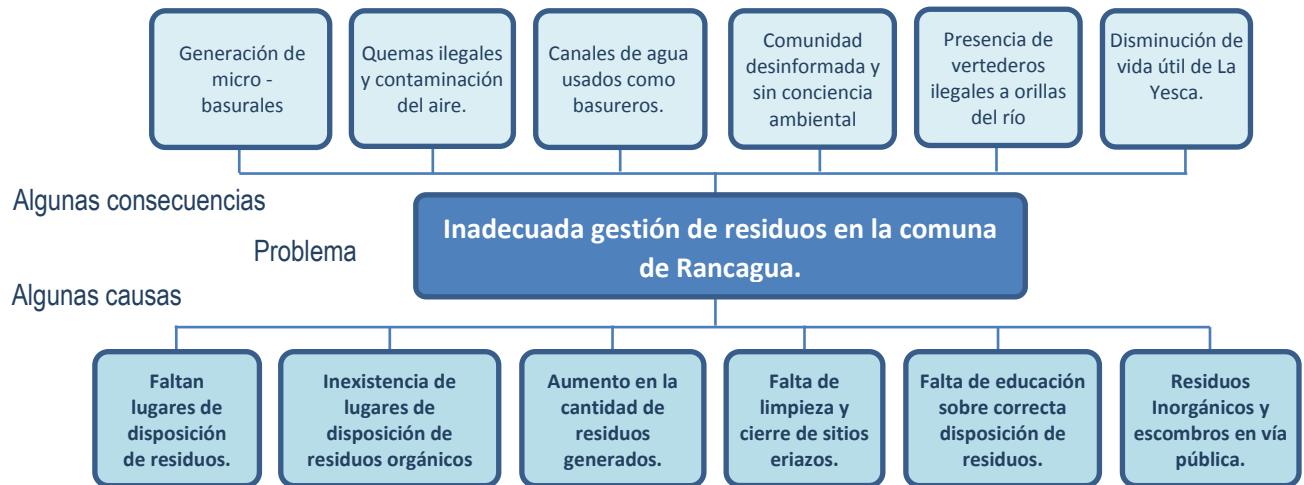 Generación de
micro -
basurales
Quemas ilegales
y contaminación
del aire.
Canales de agua
usados como
basureros.
Comunidad
desinformada y
sin conciencia
ambiental
Presencia de
vertederos
ilegales a orillas
del río
Disminución de
vida útil de La
Yesca.
Algunas consecuencias
Problema
Inadecuada gestión de residuos en la comuna
de Rancagua.
Algunas causas
Faltan
lugares de
disposición
de residuos.
Inexistencia de
lugares de
disposición de
residuos orgánicos
Aumento en la
cantidad de
residuos
generados.
Falta de
limpieza y
cierre de sitios
eriazos.
Falta de educación
sobre correcta
disposición de
residuos.
Residuos
Inorgánicos y
escombros en vía
pública.